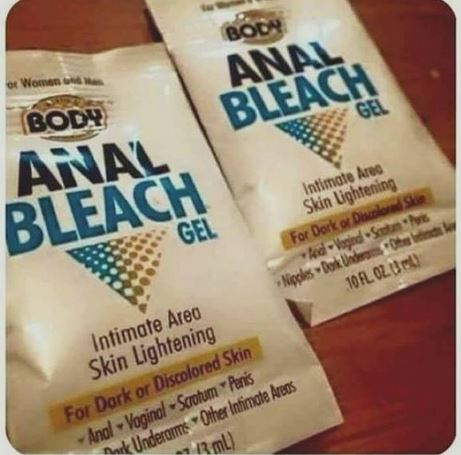 or Women and Men
BODY
ANAL
BLEACH
GEL
Intimate Area
Skin Lightening
For Dark or Discolored Skin
Anal Vaginal Scrotum Penis
Dark Underarms Other Intimate Areas
(3 mL)
For Women
BODY
ANAL
BLEACH
GEL
Intimate Area
Skin Lightening
For Dark or Discolored Skin
Anal Vaginal Scrotum Penis
Nipples Dark Underarms Other Intimate
.10 FL. OZ. (3 mL)